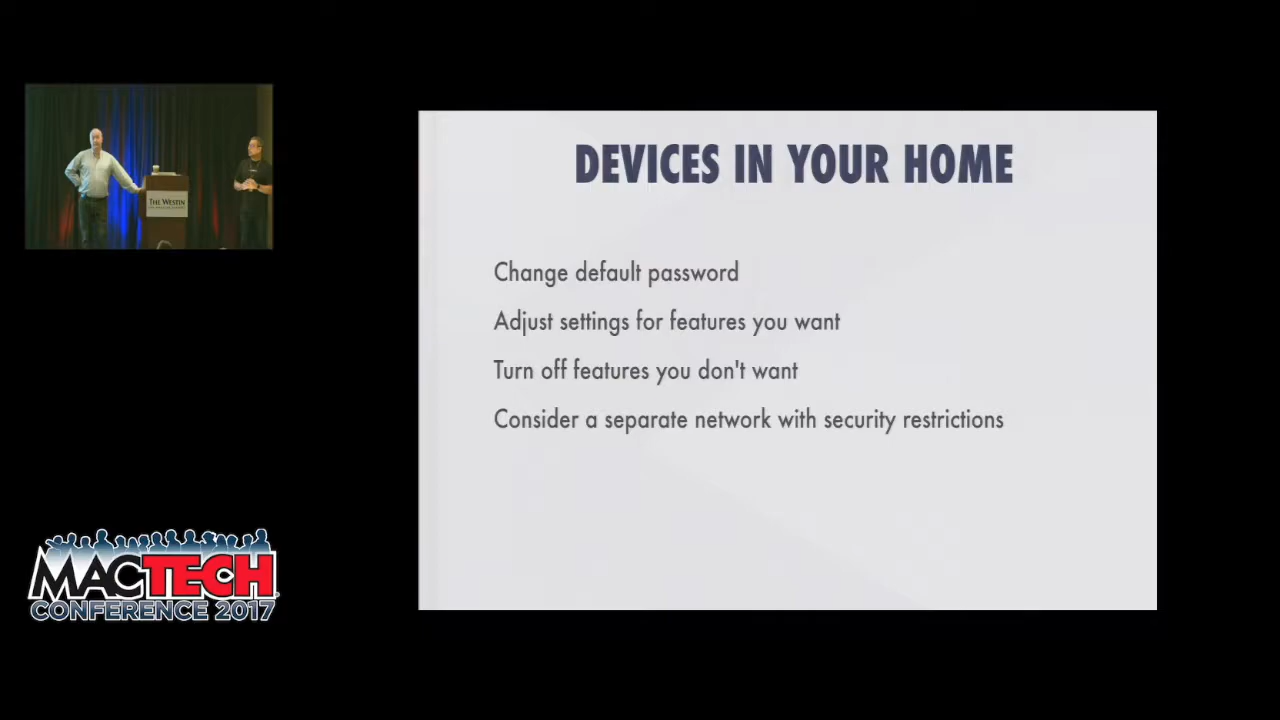 DEVICES IN YOUR HOME
Change default password
Adjust settings for features you want
Turn off features you don't want
Consider a separate network with security restrictions
THE WESTIN
MACTECH
CONFERENCE 2017